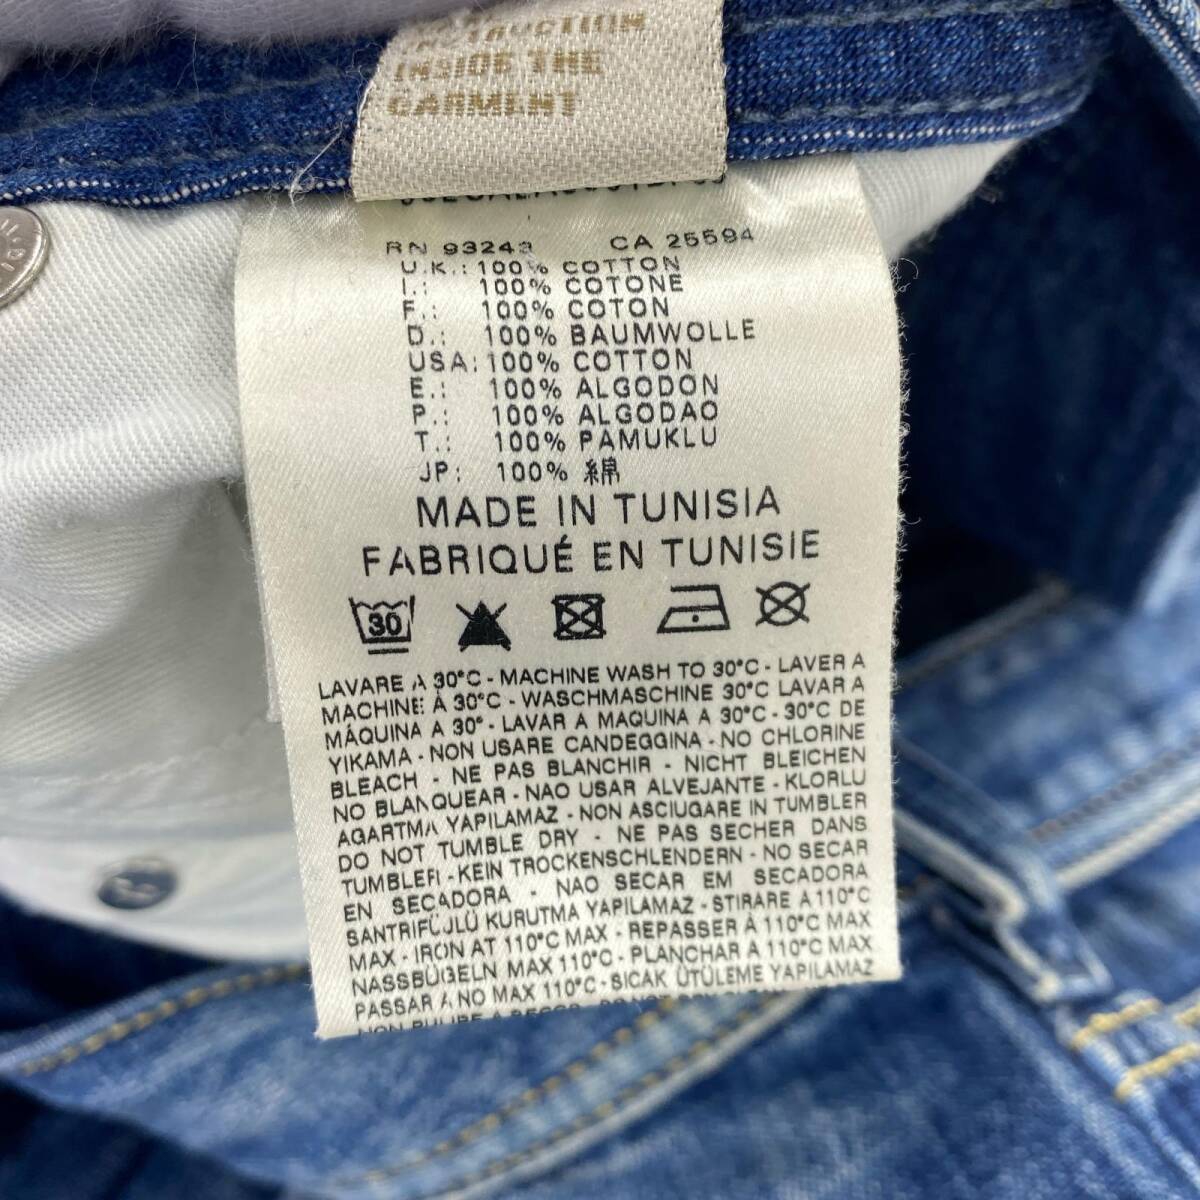 INSIDE THE
GARMENT
RN 93243 CA 25594
U.K.: 100% COTTON
I.: 100% COTONE
F.: 100% COTON
D.: 100% BAUMWOLLE
USA: 100% COTTON
E.: 100% ALGODON
P.: 100% ALGODAO
T.: 100% PAMUKLU
JP: 100% 綿
MADE IN TUNISIA
FABRIQUÉ EN TUNISIE
30
LAVARE A 30°C - MACHINE WASH TO 30°C - LAVER A
MACHINE À 30°C - WASCHMASCHINE 30°C LAVAR A
MÁQUINA A 30° - LAVAR A MAQUINA A 30°C - 30°C DE
YIKAMA - NON USARE CANDEGGINA - NO CHLORINE
BLEACH - NE PAS BLANCHIR - NICHT BLEICHEN
NO BLANQUEAR - NAO USAR ALVEJANTE - KLORLU
AGARTMA YAPILAMAZ - NON ASCIUGARE IN TUMBLER
DO NOT TUMBLE DRY - NE PAS SECHER DANS
TUMBLER - KEIN TROCKENSCHLENDERN - NO SECAR
EN SECADORA - NAO SECAR EM SECADORA
SANTRIFÜJLÜ KURUTMA YAPILAMAZ - STIRARE A 110°C
MAX - IRON AT 110°C MAX - REPASSER À 110°C MAX
NASSBÜGELN MAX 110°C - PLANCHAR A 110°C MAX
PASSAR A NO MAX 110°C - SICAK ÜTÜLEME YAPILAMAZ